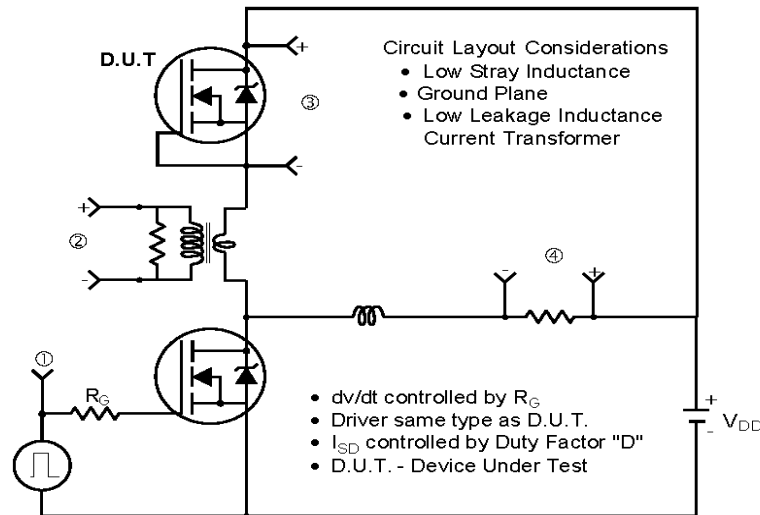 D.U.T
+
Circuit Layout Considerations
• Low Stray Inductance
• Ground Plane
• Low Leakage Inductance
Current Transformer
③
-
+
②
-
-
④
+
①
R_G
• dv/dt controlled by R_G
• Driver same type as D.U.T.
• I_SD controlled by Duty Factor "D"
• D.U.T. - Device Under Test
+
-
V_DD